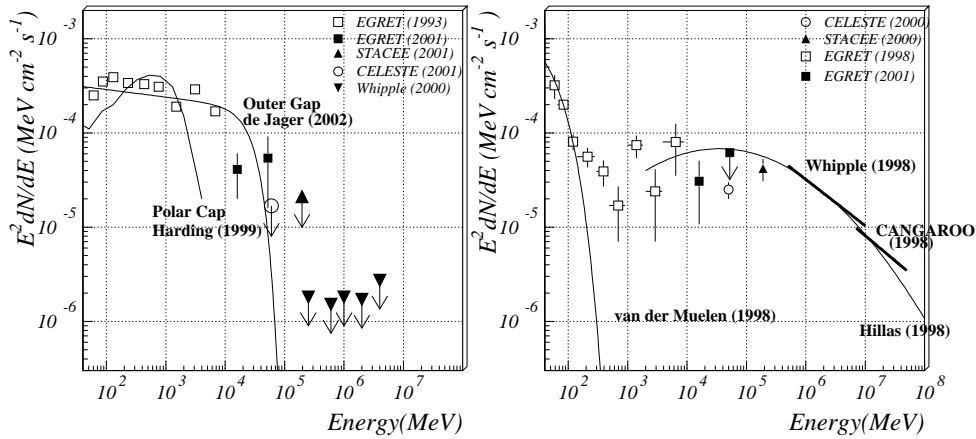 E² dN/dE (MeV cm⁻² s⁻¹)
10⁻³
10⁻⁴
10⁻⁵
10⁻⁶
EGRET (1993)
EGRET (2001)
STACEE (2001)
CELESTE (2001)
Whipple (2000)
Outer Gap
de Jager (2002)
Polar Cap
Harding (1999)
10² 10³ 10⁴ 10⁵ 10⁶ 10⁷
Energy(MeV)
E² dN/dE (MeV cm⁻² s⁻¹)
10⁻³
10⁻⁴
10⁻⁵
10⁻⁶
CELESTE (2000)
STACEE (2000)
EGRET (1998)
EGRET (2001)
Whipple (1998)
CANGAROO
(1998)
van der Muelen (1998)
Hillas (1998)
10² 10³ 10⁴ 10⁵ 10⁶ 10⁷ 10⁸
Energy(MeV)